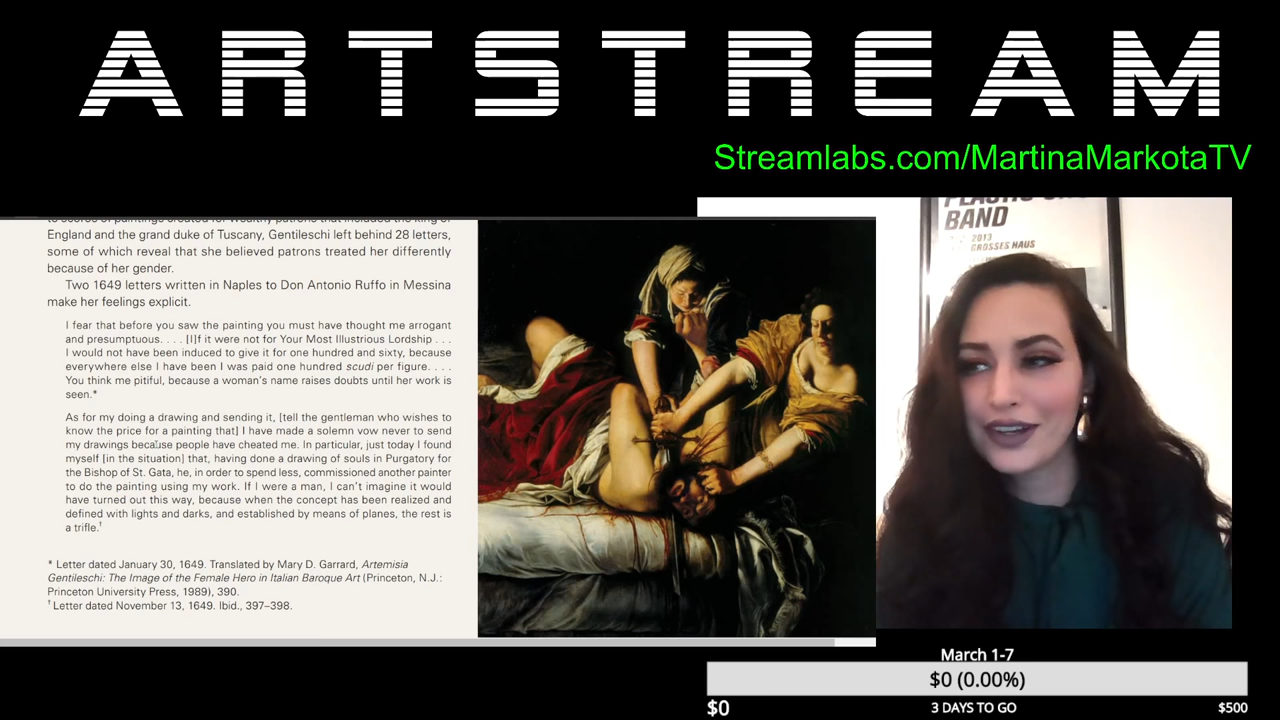 ARTSTREAM
Streamlabs.com/MartinaMarkotaTV
to scores of paintings created for wealthy patrons that included the king of
England and the grand duke of Tuscany, Gentileschi left behind 28 letters,
some of which reveal that she believed patrons treated her differently
because of her gender.
Two 1649 letters written in Naples to Don Antonio Ruffo in Messina
make her feelings explicit.
I fear that before you saw the painting you must have thought me arrogant
and presumptuous. . . . [I]f it were not for Your Most Illustrious Lordship . . .
I would not have been induced to give it for one hundred and sixty, because
everywhere else I have been I was paid one hundred scudi per figure. . . .
You think me pitiful, because a woman's name raises doubts until her work is
seen.*
As for my doing a drawing and sending it, [tell the gentleman who wishes to
know the price for a painting that] I have made a solemn vow never to send
my drawings because people have cheated me. In particular, just today I found
myself [in the situation] that, having done a drawing of souls in Purgatory for
the Bishop of St. Gata, he, in order to spend less, commissioned another painter
to do the painting using my work. If I were a man, I can't imagine it would
have turned out this way, because when the concept has been realized and
defined with lights and darks, and established by means of planes, the rest is
a trifle.†
* Letter dated January 30, 1649. Translated by Mary D. Garrard, Artemisia
Gentileschi: The Image of the Female Hero in Italian Baroque Art (Princeton, N.J.:
Princeton University Press, 1989), 390.
† Letter dated November 13, 1649. Ibid., 397–398.
BAND
2013
GROSSES HAUS
March 1-7
$0 (0.00%)
$0
3 DAYS TO GO
$500